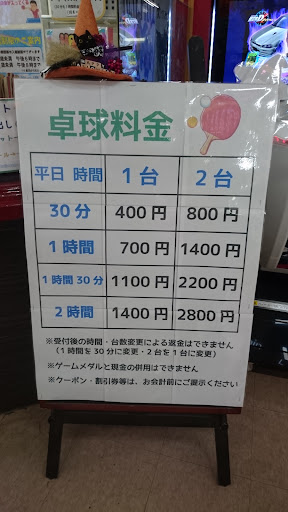 卓球料金
平日 時間 1台 2台
30分 400円 800円
1時間 700円 1400円
1時間30分 1100円 2200円
2時間 1400円 2800円
※受付後の時間・台数変更による返金はできません
(1時間を30分に変更・2台を1台に変更)
※ゲームメダルと現金の併用はできません
※クーポン・割引券等は、お会計前にご提示ください